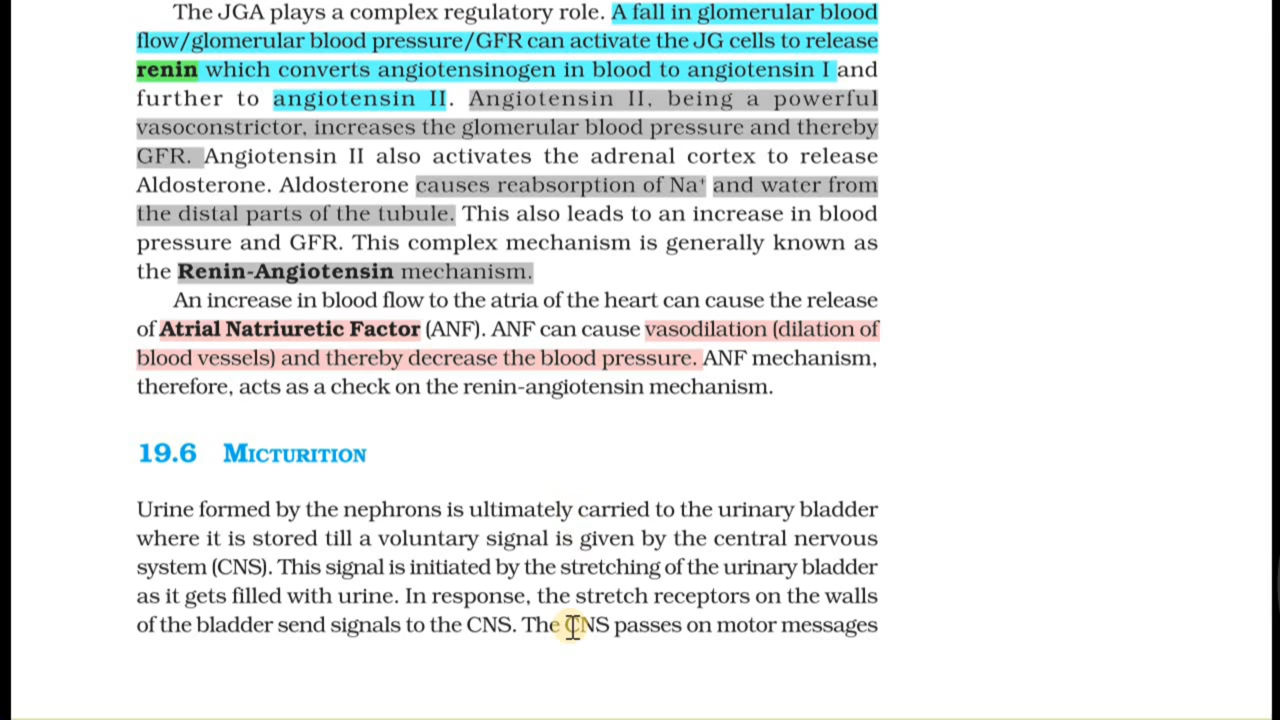 The JGA plays a complex regulatory role. A fall in glomerular blood
flow/glomerular blood pressure/GFR can activate the JG cells to release
renin which converts angiotensinogen in blood to angiotensin I and
further to angiotensin II. Angiotensin II, being a powerful
vasoconstrictor, increases the glomerular blood pressure and thereby
GFR. Angiotensin II also activates the adrenal cortex to release
Aldosterone. Aldosterone causes reabsorption of Na⁺ and water from
the distal parts of the tubule. This also leads to an increase in blood
pressure and GFR. This complex mechanism is generally known as
the Renin-Angiotensin mechanism.
An increase in blood flow to the atria of the heart can cause the release
of Atrial Natriuretic Factor (ANF). ANF can cause vasodilation (dilation of
blood vessels) and thereby decrease the blood pressure. ANF mechanism,
therefore, acts as a check on the renin-angiotensin mechanism.
19.6 MICTURITION
Urine formed by the nephrons is ultimately carried to the urinary bladder
where it is stored till a voluntary signal is given by the central nervous
system (CNS). This signal is initiated by the stretching of the urinary bladder
as it gets filled with urine. In response, the stretch receptors on the walls
of the bladder send signals to the CNS. The CNS passes on motor messages